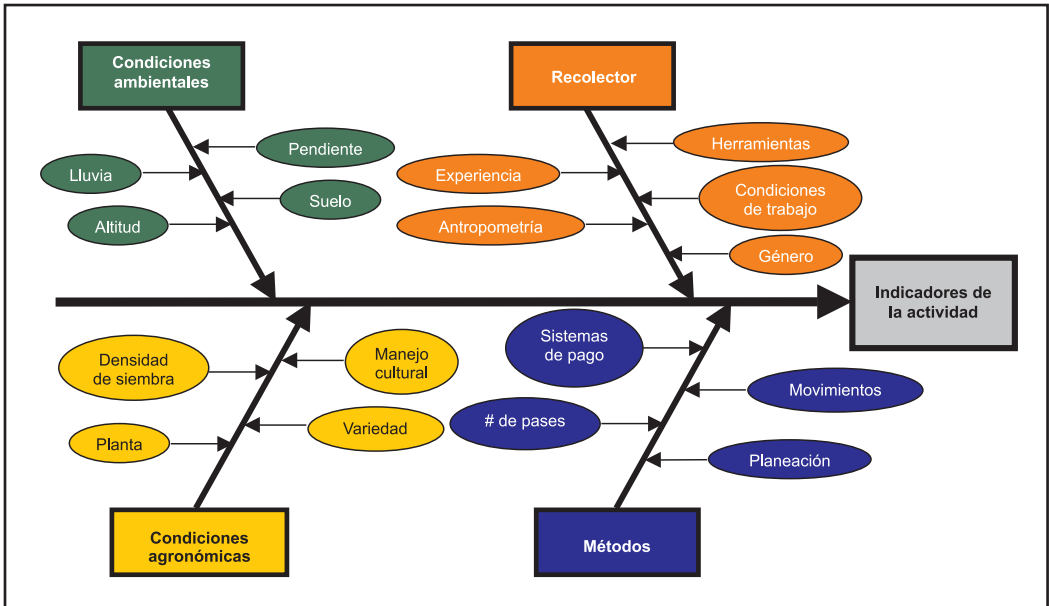 Condiciones
ambientales
Pendiente
Lluvia
Suelo
Altitud
Recolector
Herramientas
Experiencia
Condiciones
de trabajo
Antropometría
Género
Indicadores de
la actividad
Densidad
de siembra
Manejo
cultural
Variedad
Planta
Condiciones
agronómicas
Sistemas
de pago
Movimientos
# de pases
Planeación
Métodos